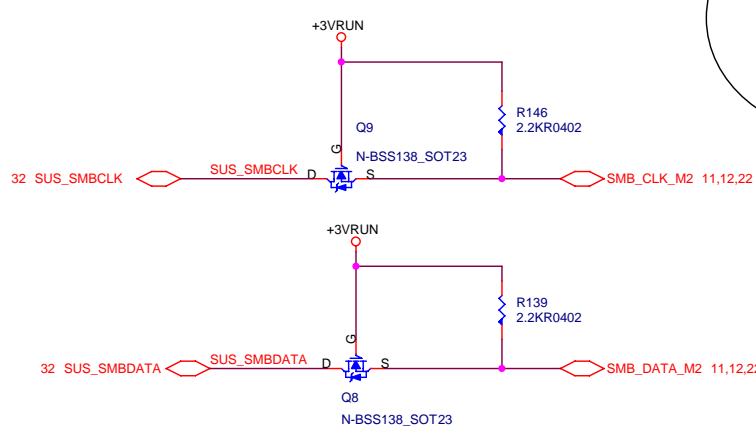 +3VRUN
R146
2.2KR0402
Q9
G
N-BSS138_SOT23
32 SUS_SMBCLK
SUS_SMBCLK
D
S
SMB_CLK_M2 11,12,22
+3VRUN
R139
2.2KR0402
G
32 SUS_SMBDATA
SUS_SMBDATA
D
S
SMB_DATA_M2 11,12,22
Q8
N-BSS138_SOT23